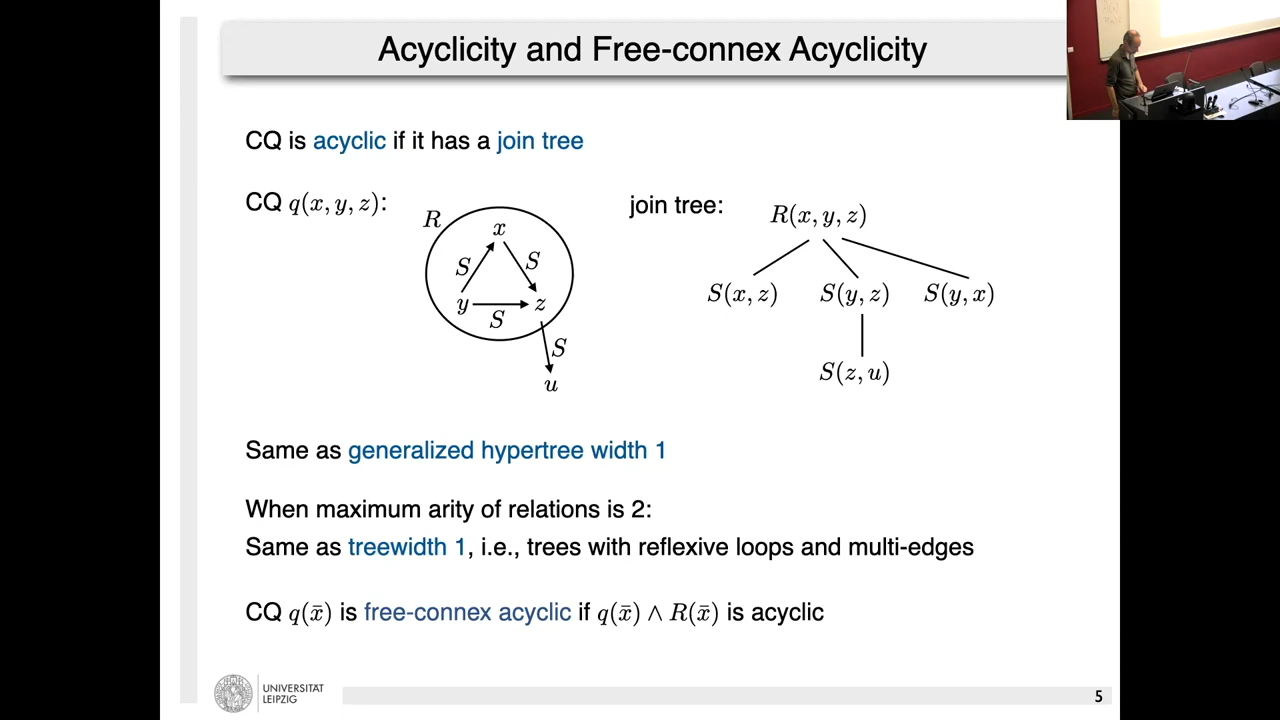 Acyclicity and Free-connex Acyclicity
CQ is acyclic if it has a join tree
CQ q(x, y, z):
R
x
S
S
y
z
S
S
u
join tree:
R(x, y, z)
S(x, z)
S(y, z)
S(y, x)
S(z, u)
Same as generalized hypertree width 1
When maximum arity of relations is 2:
Same as treewidth 1, i.e., trees with reflexive loops and multi-edges
CQ q(x̄) is free-connex acyclic if q(x̄) ∧ R(x̄) is acyclic
UNIVERSITÄT
LEIPZIG
5